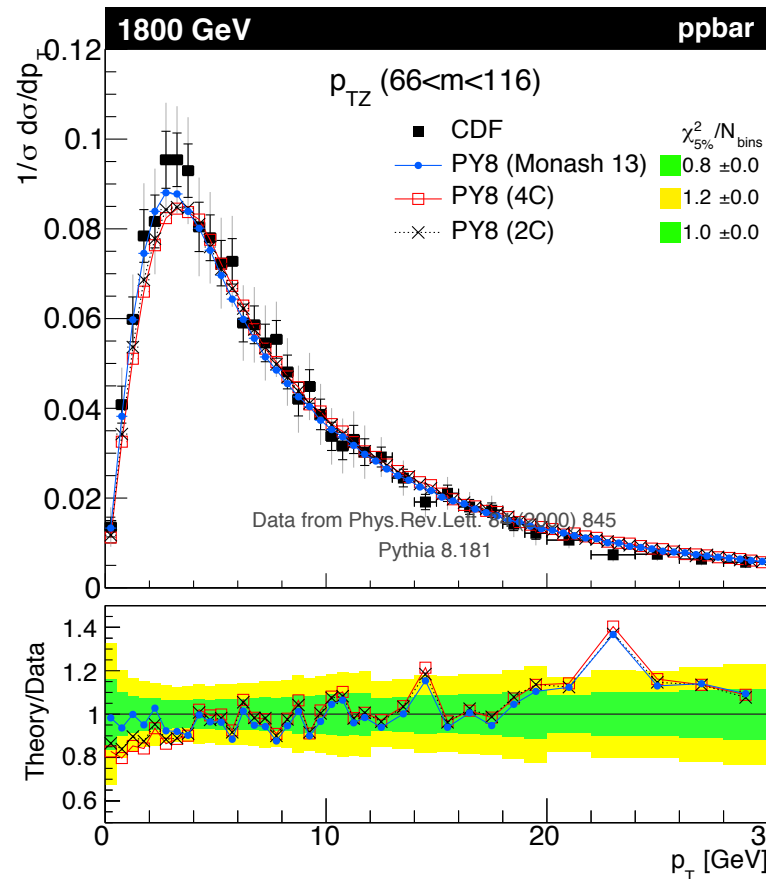 1800 GeV ppbar
1/σ dσ/dp_T
0.12
0.1
0.08
0.06
0.04
0.02
0
p_TZ (66<m<116)
χ²_5%/N_bins
CDF
PY8 (Monash 13) 0.8 ±0.0
PY8 (4C) 1.2 ±0.0
PY8 (2C) 1.0 ±0.0
Data from Phys.Rev.Lett. (2000) 845
Pythia 8.181
Theory/Data
1.4
1.2
1
0.8
0.6
0 10 20 3
p_T [GeV]